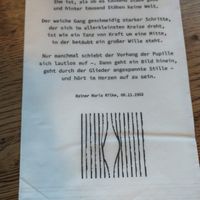 Ihm ist, als ob es tausend Stäbe gäbe
und hinter tausend Stäben keine Welt.
Der weiche Gang geschmeidig starker Schritte,
der sich im allerkleinsten Kreise dreht,
ist wie ein Tanz von Kraft um eine Mitte,
in der betäubt ein großer Wille steht.
Nur manchmal schiebt der Vorhang der Pupille
sich lautlos auf –. Dann geht ein Bild hinein,
geht durch der Glieder angespannte Stille –
und hört im Herzen auf zu sein.
Rainer Maria Rilke,